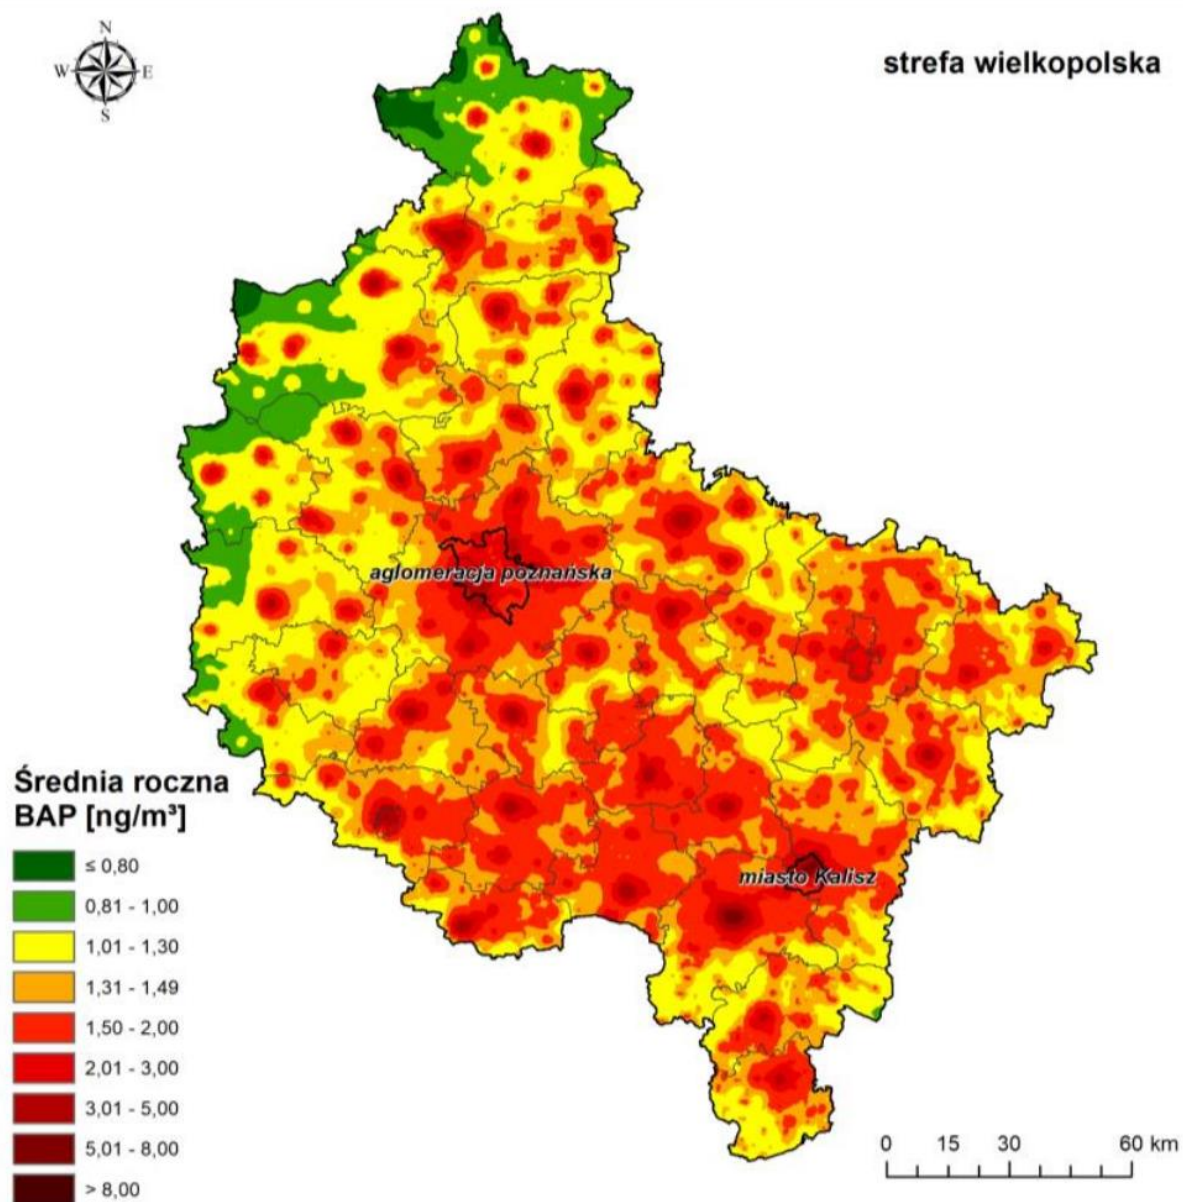 N
W E
S
strefa wielkopolska
aglomeracja poznańska
miasto Kalisz
Średnia roczna
BAP [ng/m³]
≤ 0,80
0,81 - 1,00
1,01 - 1,30
1,31 - 1,49
1,50 - 2,00
2,01 - 3,00
3,01 - 5,00
5,01 - 8,00
> 8,00
0 15 30 60 km